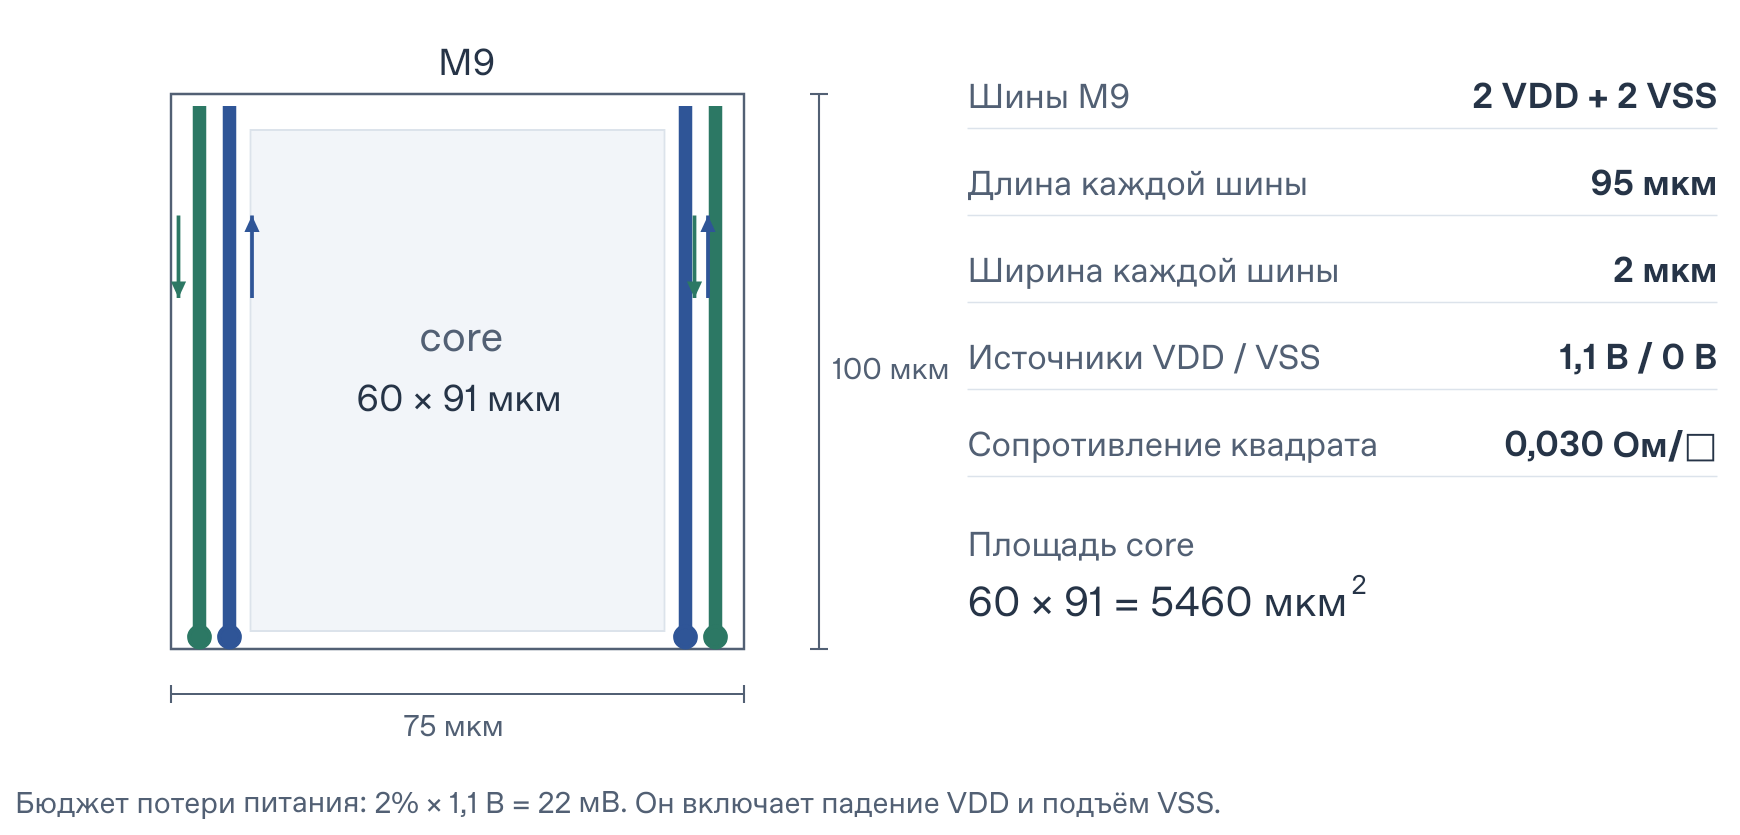 M9
core
60 × 91 мкм
100 мкм
75 мкм
Шины M9 2 VDD + 2 VSS
Длина каждой шины 95 мкм
Ширина каждой шины 2 мкм
Источники VDD / VSS 1,1 В / 0 В
Сопротивление квадрата 0,030 Ом/□
Площадь core
60 × 91 = 5460 мкм²
Бюджет потери питания: 2% × 1,1 В = 22 мВ. Он включает падение VDD и подъём VSS.